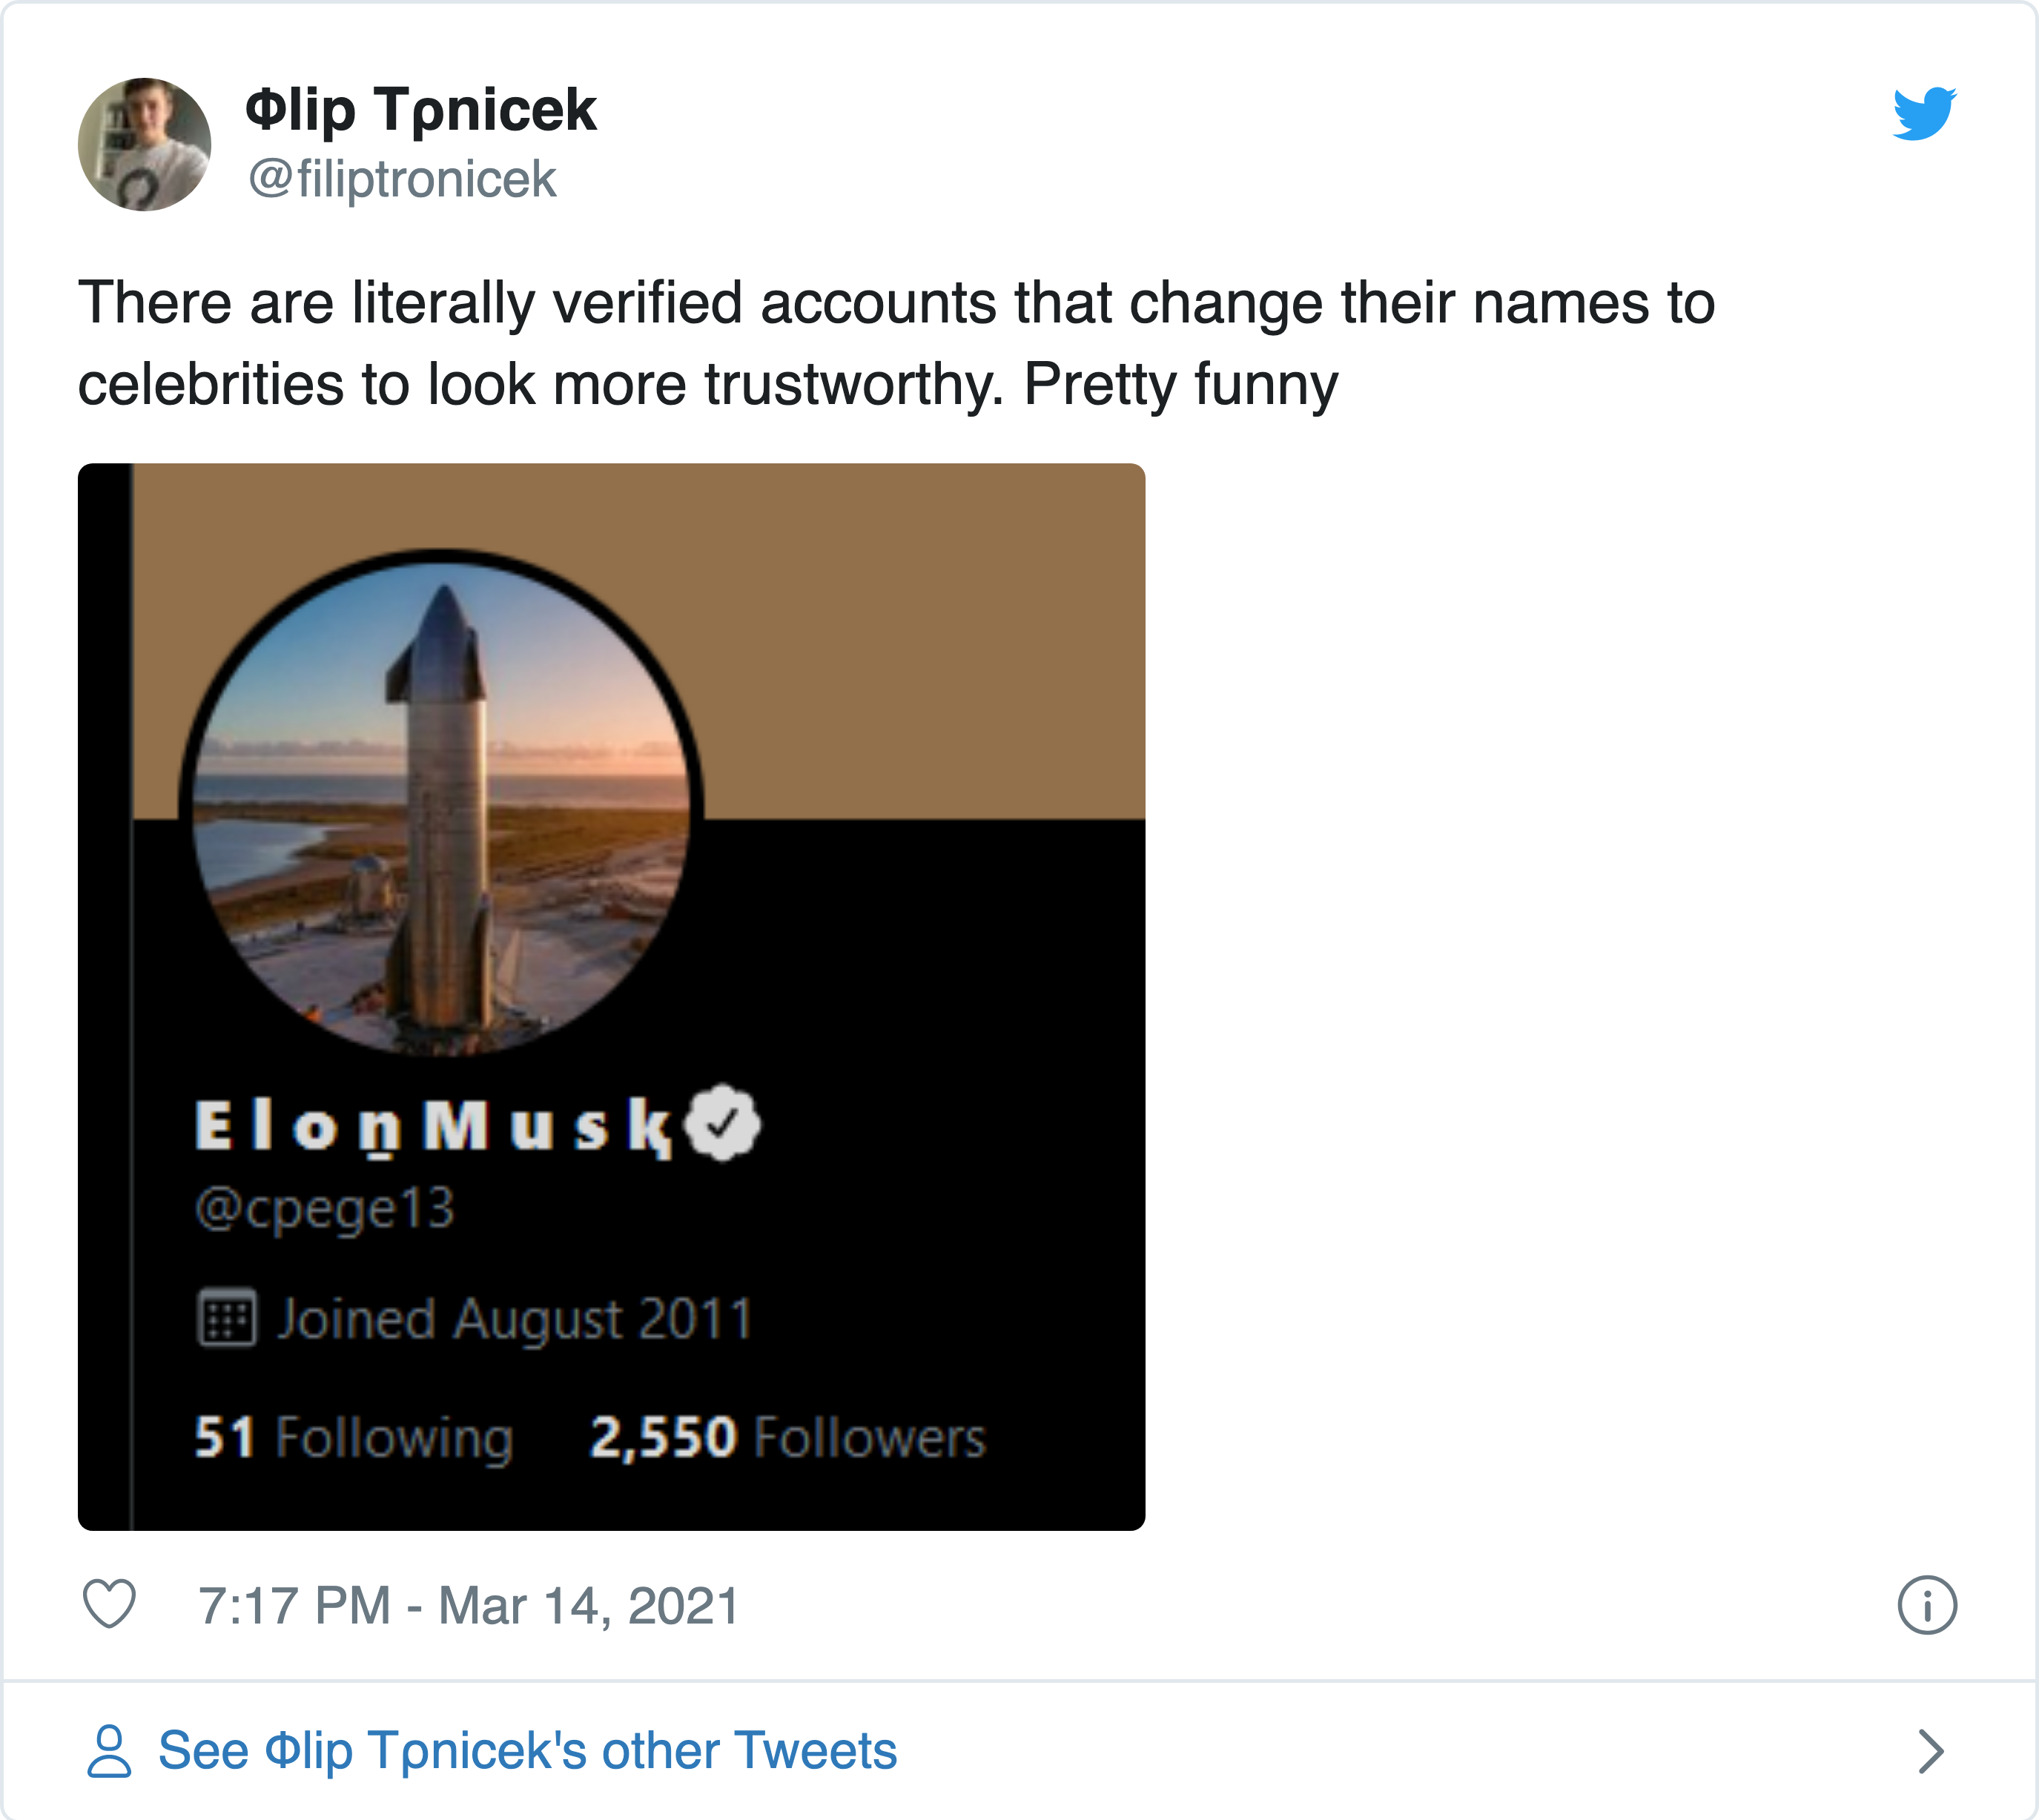 Φlip Tρnicek
@filiptronicek
There are literally verified accounts that change their names to
celebrities to look more trustworthy. Pretty funny
E l o ṉ M u s ķ
@cpege13
Joined August 2011
51 Following 2,550 Followers
7:17 PM - Mar 14, 2021
See Φlip Tρnicek's other Tweets